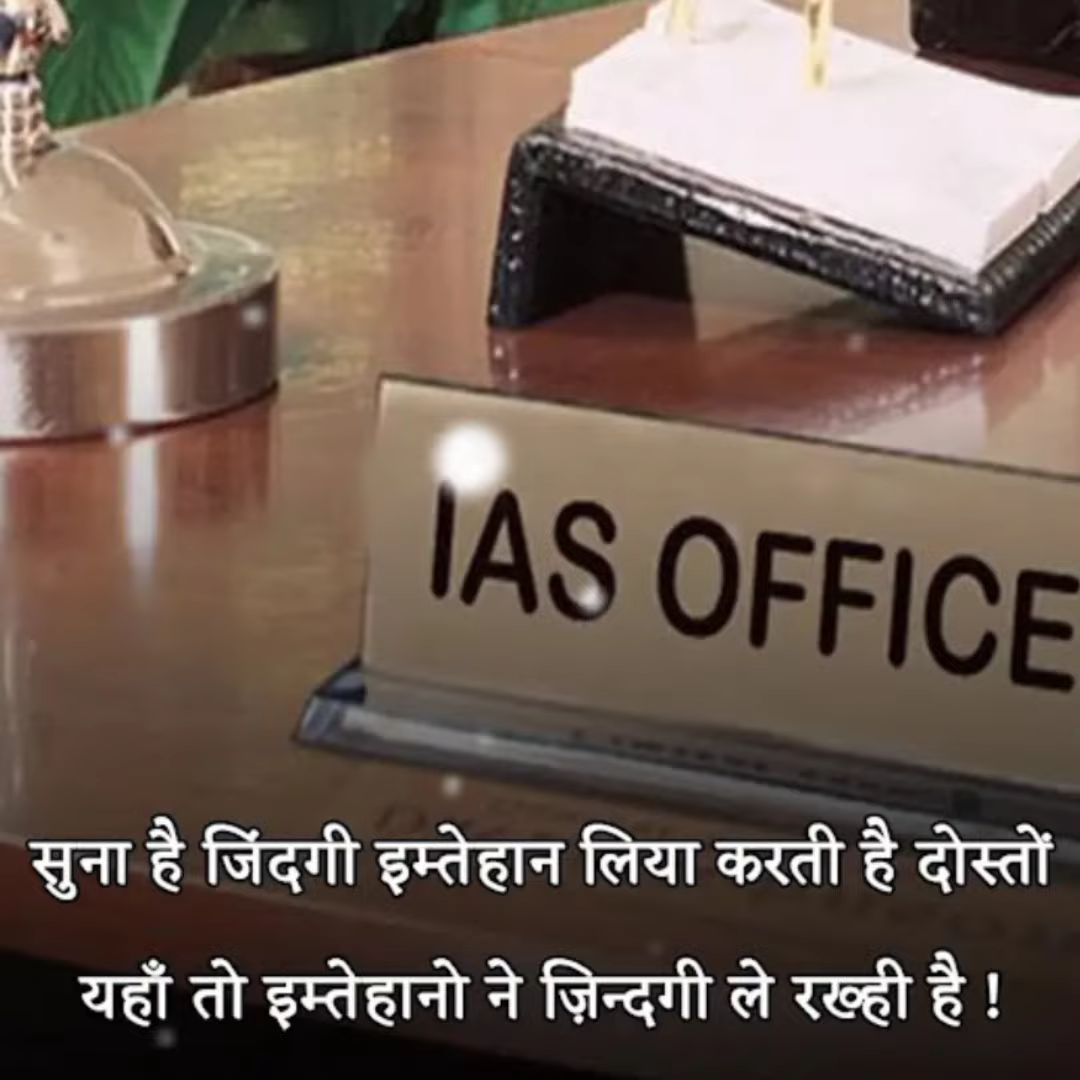 IAS OFFICE
सुना है जिंदगी इम्तेहान लिया करती है दोस्तों
यहाँ तो इम्तेहानो ने ज़िन्दगी ले रख्ही है !